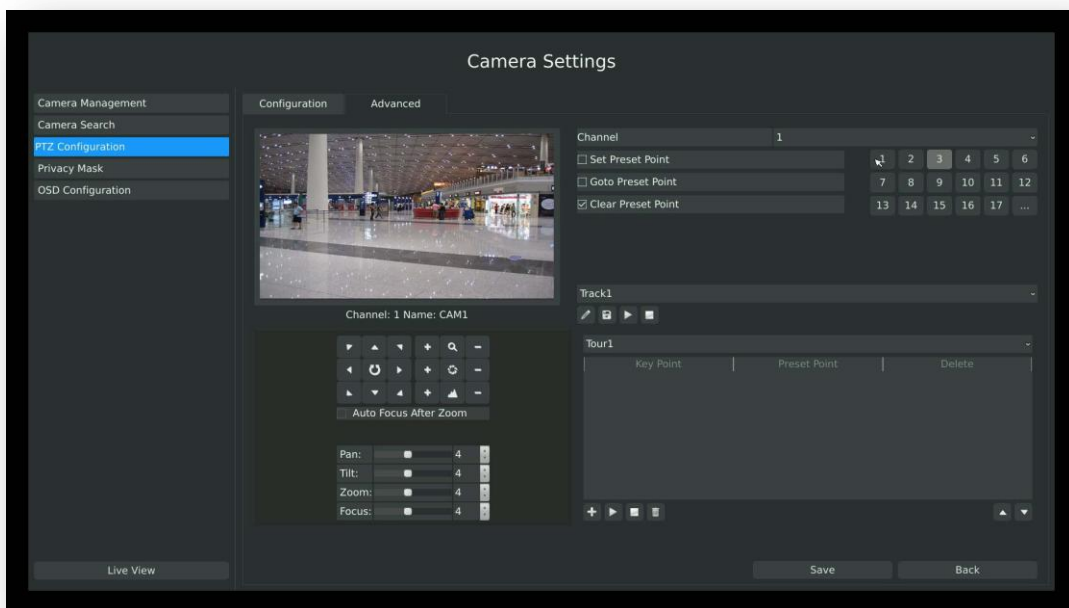 Camera Settings
Camera Management
Camera Search
PTZ Configuration
Privacy Mask
OSD Configuration
Live View
Configuration
Advanced
Channel: 1 Name: CAM1
Auto Focus After Zoom
Pan: 4
Tilt: 4
Zoom: 4
Focus: 4
Channel 1
Set Preset Point
Goto Preset Point
Clear Preset Point
1 2 3 4 5 6
7 8 9 10 11 12
13 14 15 16 17 ...
Track1
Tour1
Key Point Preset Point Delete
Save
Back